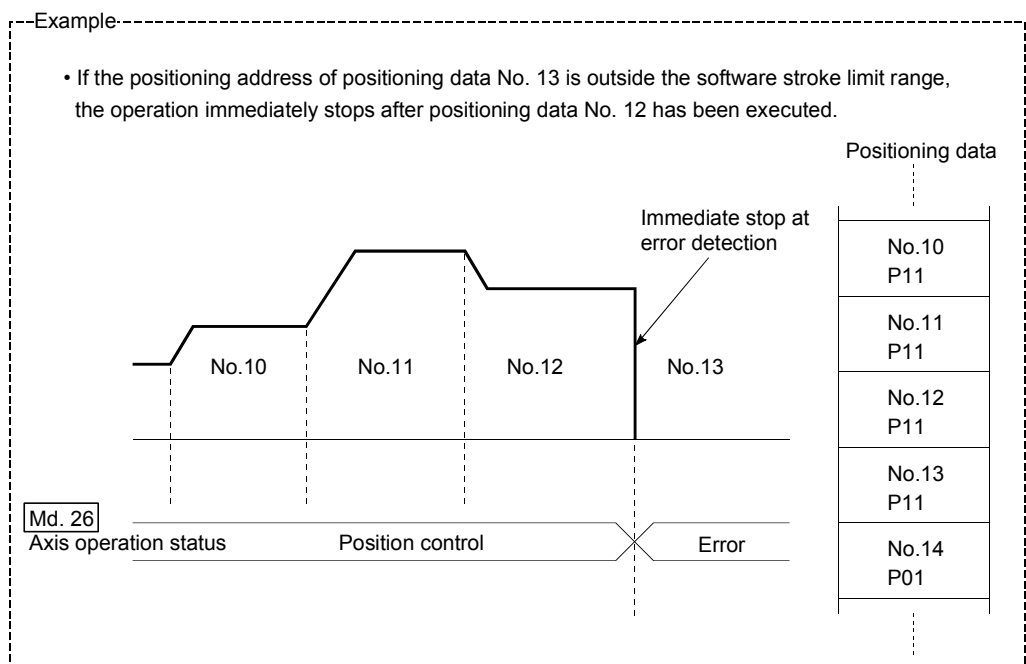 Example
• If the positioning address of positioning data No. 13 is outside the software stroke limit range,
the operation immediately stops after positioning data No. 12 has been executed.
Positioning data
Immediate stop at
error detection
No.10
No.11
No.12
No.13
No.10
P11
No.11
P11
No.12
P11
No.13
P11
No.14
P01
Md. 26
Axis operation status
Position control
Error